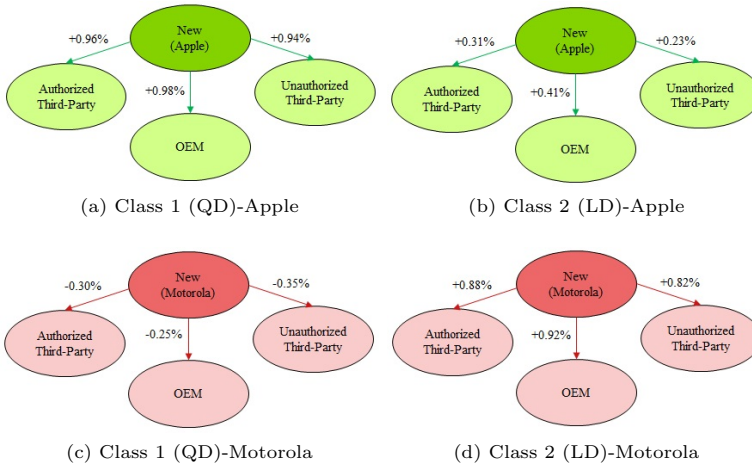 New
(Apple)
+0.96%
+0.94%
+0.98%
Authorized
Third-Party
Unauthorized
Third-Party
OEM
(a) Class 1 (QD)-Apple
New
(Apple)
+0.31%
+0.23%
+0.41%
Authorized
Third-Party
Unauthorized
Third-Party
OEM
(b) Class 2 (LD)-Apple
New
(Motorola)
-0.30%
-0.35%
-0.25%
Authorized
Third-Party
Unauthorized
Third-Party
OEM
(c) Class 1 (QD)-Motorola
New
(Motorola)
+0.88%
+0.82%
+0.92%
Authorized
Third-Party
Unauthorized
Third-Party
OEM
(d) Class 2 (LD)-Motorola